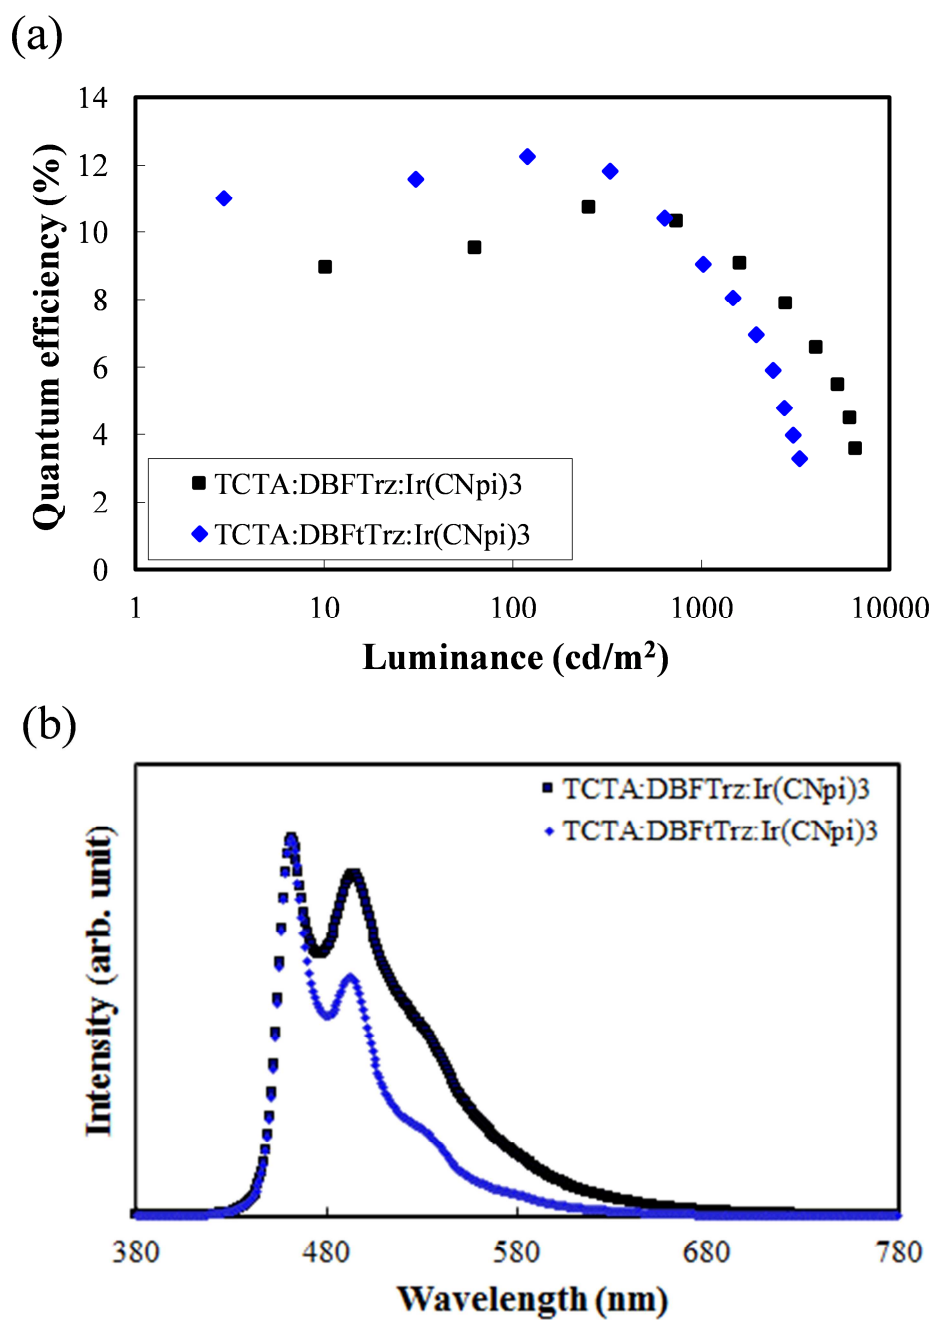 (a)
14
12
10
8
6
4
2
0
Quantum efficiency (%)
TCTA:DBFTrz:Ir(CNpi)3
TCTA:DBFtTrz:Ir(CNpi)3
1 10 100 1000 10000
Luminance (cd/m²)
(b)
TCTA:DBFTrz:Ir(CNpi)3
TCTA:DBFtTrz:Ir(CNpi)3
Intensity (arb. unit)
380 480 580 680 780
Wavelength (nm)